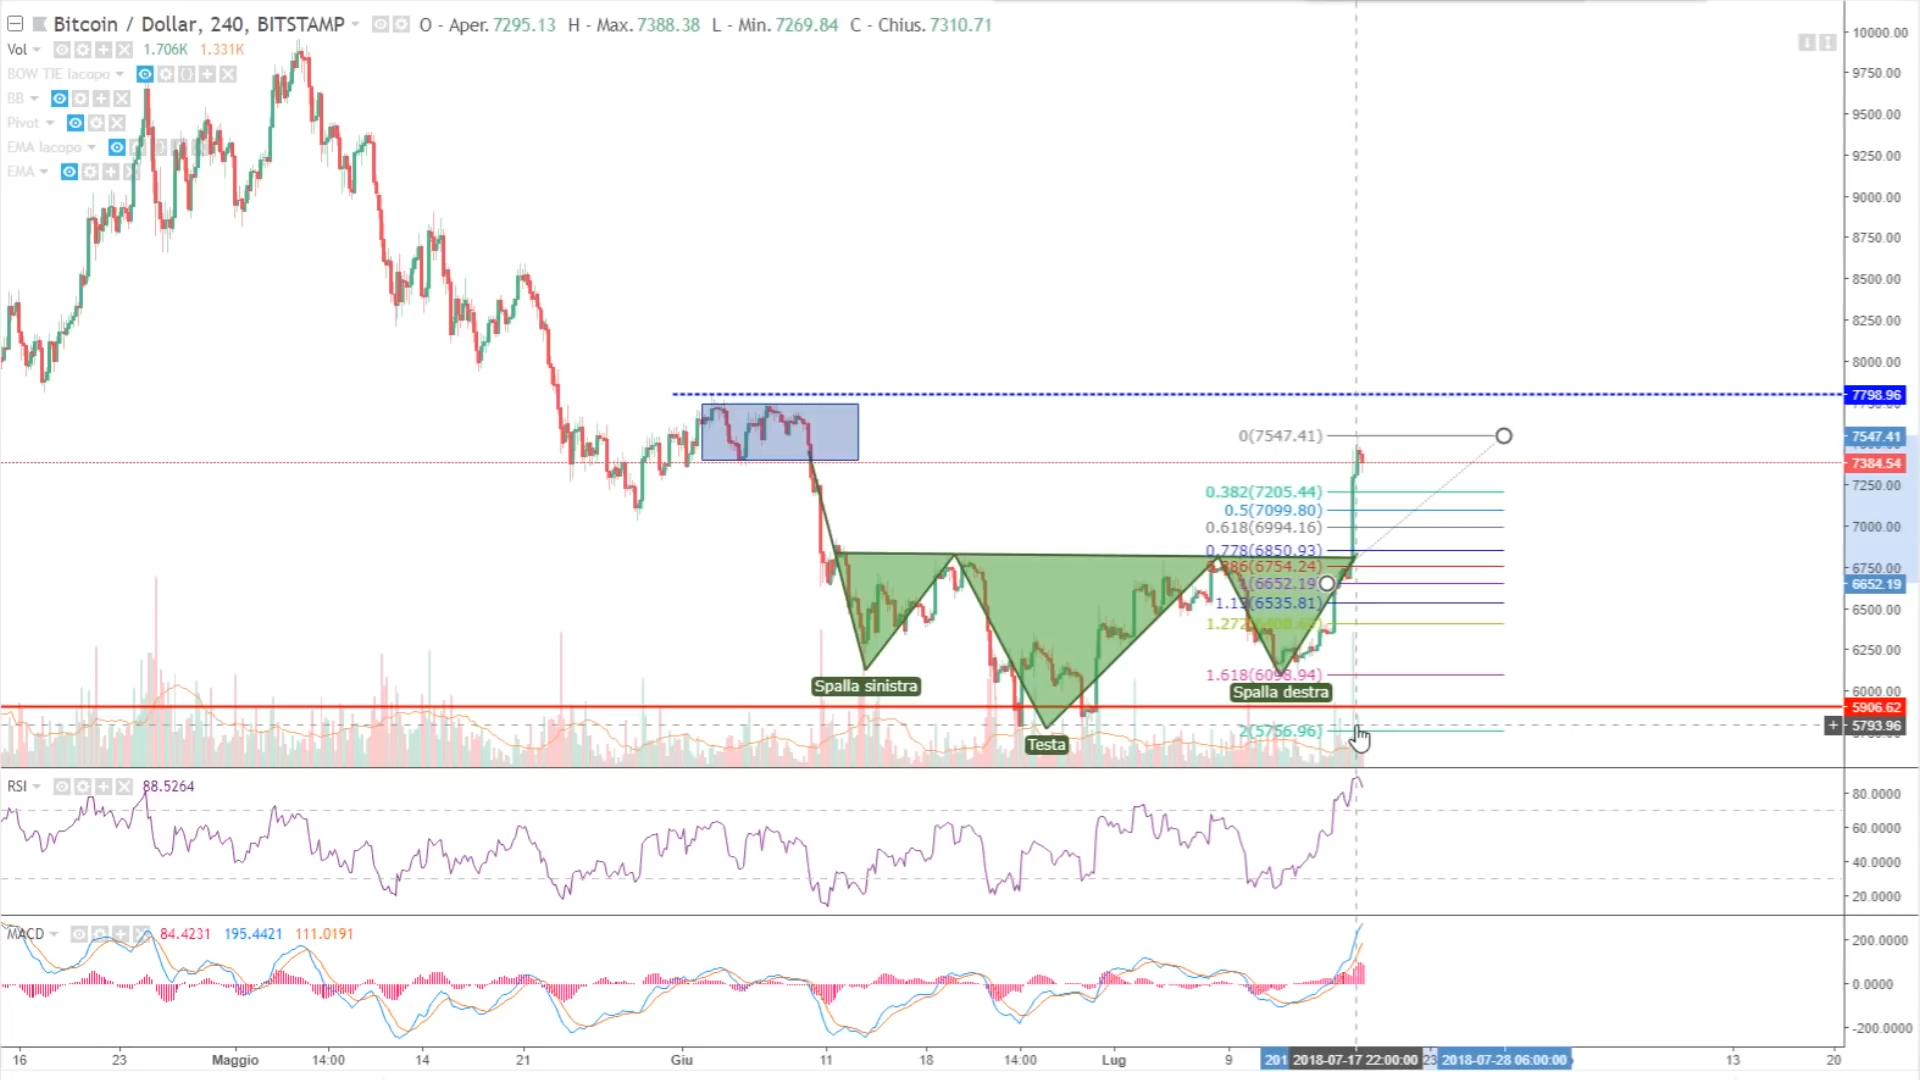 Bitcoin / Dollar, 240, BITSTAMP O - Aper. 7295.13 H - Max. 7388.38 L - Min. 7269.84 C - Chius. 7310.71
Vol 1.706K 1.331K
BOW TIE Iacopo
BB
Pivot
EMA Iacopo
EMA
10000.00
9750.00
9500.00
9250.00
9000.00
8750.00
8500.00
8250.00
8000.00
7798.96
0(7547.41) 7547.41
7384.54
0.382(7205.44) 7250.00
0.5(7099.80)
0.618(6994.16) 7000.00
0.778(6850.93)
6754.24) 6750.00
6652.19 6652.19
6535.81) 6500.00
1.272
6250.00
1.618(6098.94)
Spalla sinistra
Spalla destra
6000.00
5906.62
5793.96
2(5756.96)
Testa
RSI 88.5264
80.0000
60.0000
40.0000
20.0000
MACD 84.4231 195.4421 111.0191
200.0000
0.0000
-200.0000
16 23 Maggio 14:00 14 21 Giu 11 18 14:00 Lug 9 201 2018-07-17 22:00:00 23 2018-07-28 06:00:00 13 20